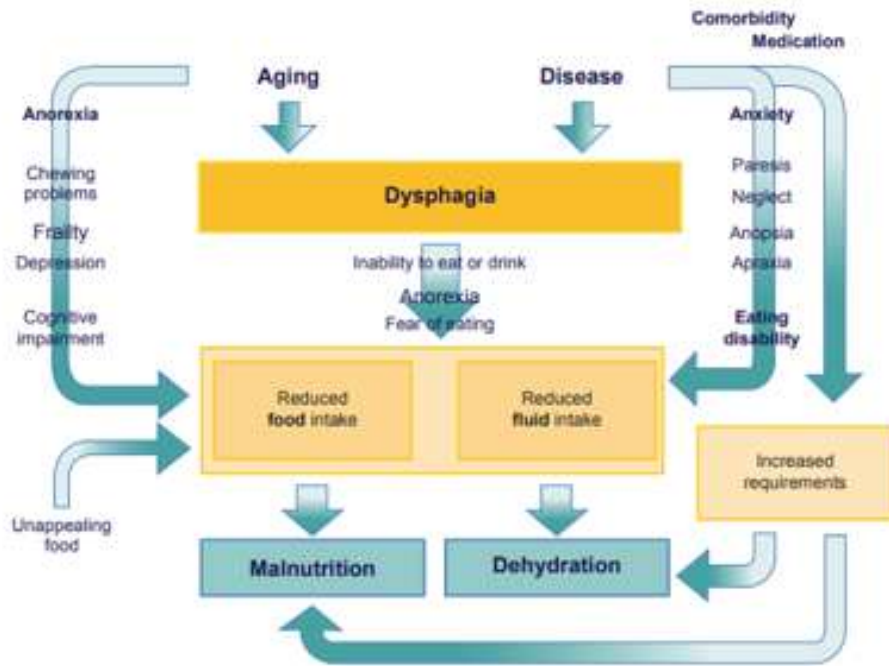 Comorbidity
Medication
Aging
Disease
Anorexia
Anxiety
Chewing
problems
Paresis
Dysphagia
Neglect
Frailty
Anopsia
Depression
Inability to eat or drink
Apraxia
Anorexia
Cognitive
impairment
Fear of eating
Eating
disability
Reduced
food intake
Reduced
fluid intake
Increased
requirements
Unappealing
food
Malnutrition
Dehydration